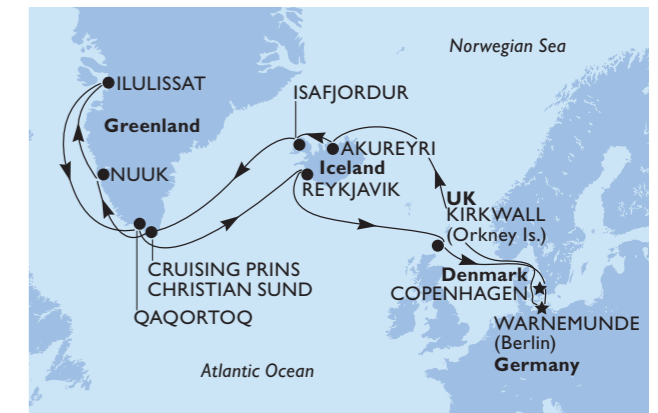 Norwegian Sea
ISAFJORDUR
ILULISSAT
Greenland
AKUREYRI
Iceland
NUUK
REYKJAVIK
UK
KIRKWALL
(Orkney Is.)
CRUISING PRINS
CHRISTIAN SUND
Denmark
COPENHAGEN
QAQORTOQ
WARNEMUNDE
(Berlin)
Germany
Atlantic Ocean